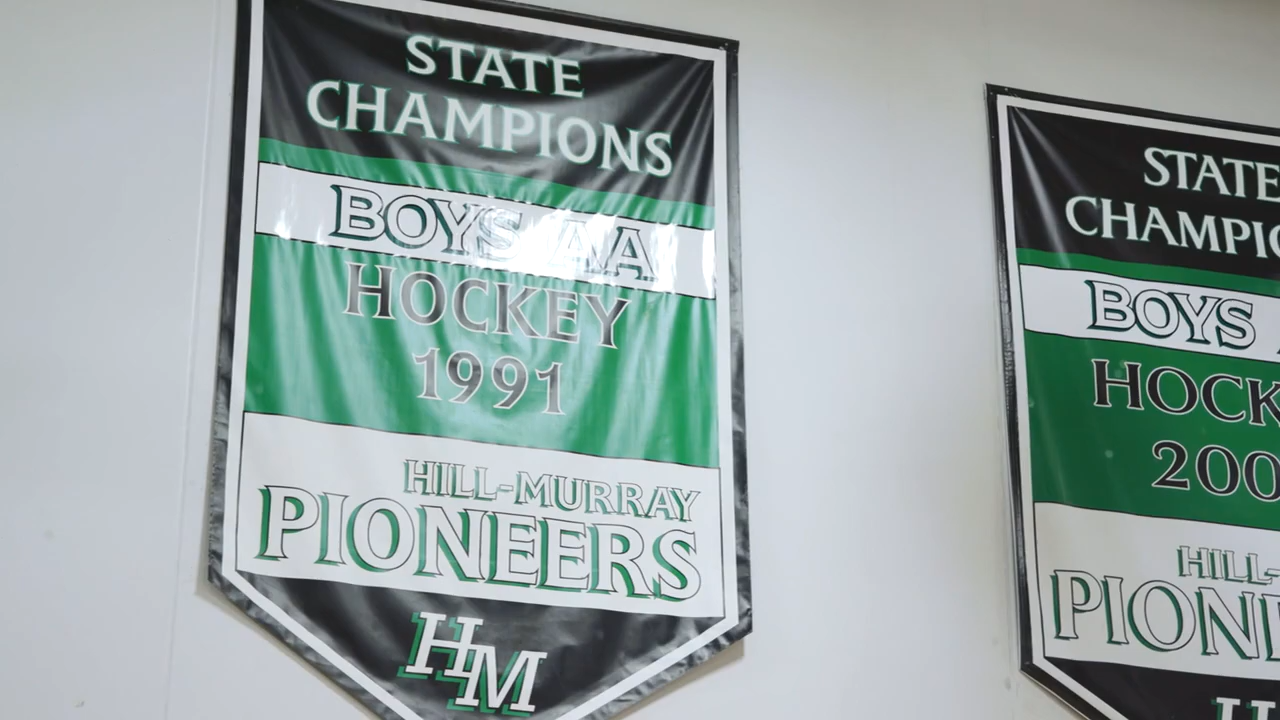 STATE
CHAMPIONS
BOYS AA
HOCKEY
1991
HILL-MURRAY
PIONEERS
HM
STATE
BOYS